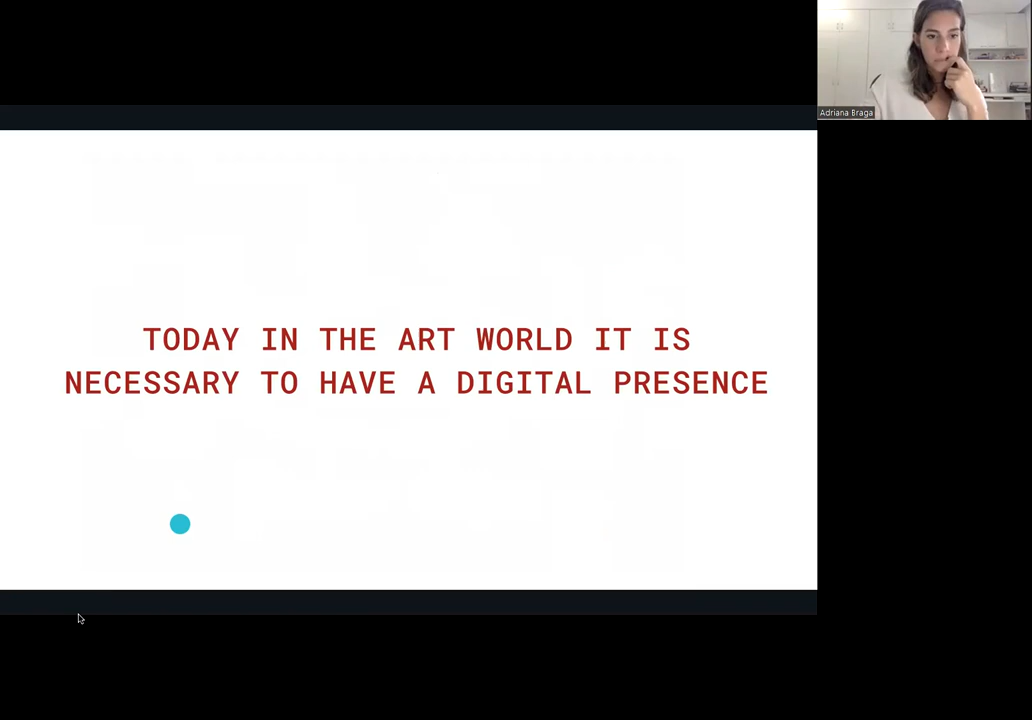 Adriana Braga
TODAY IN THE ART WORLD IT IS
NECESSARY TO HAVE A DIGITAL PRESENCE